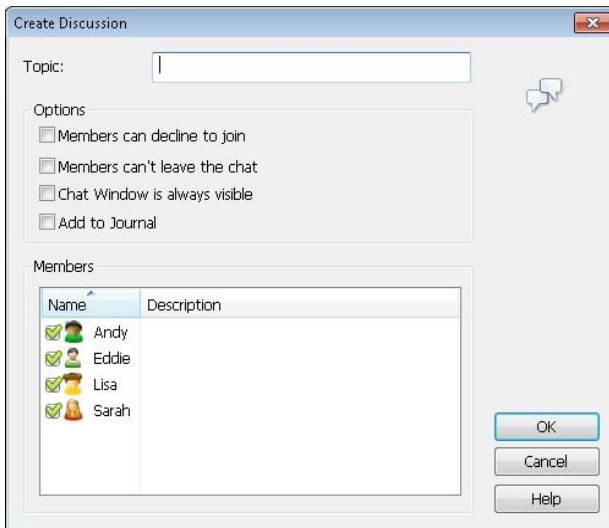 Create Discussion
Topic:
Options
Members can decline to join
Members can't leave the chat
Chat Window is always visible
Add to Journal
Members
Name Description
Andy
Eddie
Lisa
Sarah
OK
Cancel
Help